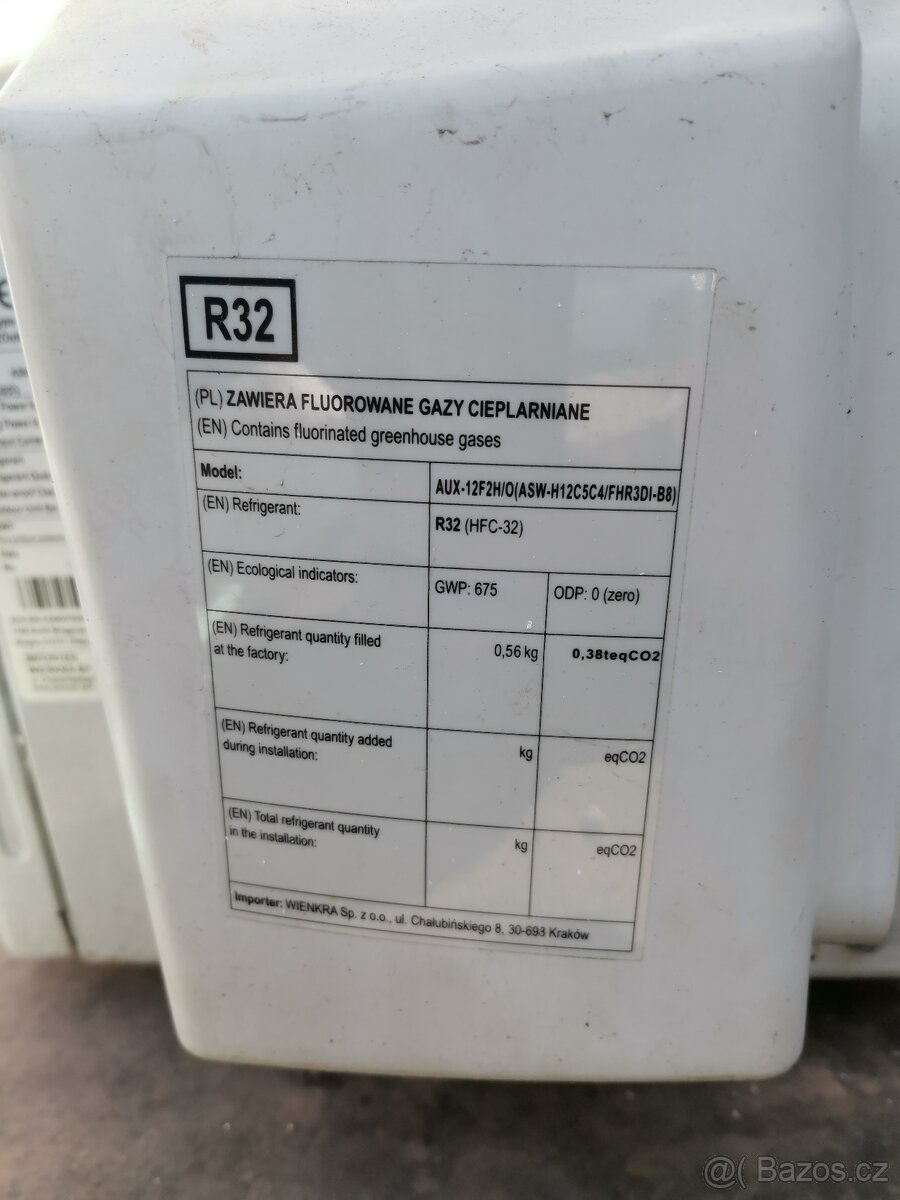 R32
(PL) ZAWIERA FLUOROWANE GAZY CIEPLARNIANE
(EN) Contains fluorinated greenhouse gases
Model:
AUX-12F2H/O(ASW-H12C5C4/FHR3DI-B8)
(EN) Refrigerant:
R32 (HFC-32)
(EN) Ecological indicators:
GWP: 675
ODP: 0 (zero)
(EN) Refrigerant quantity filled
at the factory:
0,56 kg
0,38teqCO2
(EN) Refrigerant quantity added
during installation:
kg
eqCO2
(EN) Total refrigerant quantity
in the installation:
kg
eqCO2
Importer: WIENKRA Sp. z o.o., ul. Chałubińskiego 8, 30-693 Kraków
@( Bazos.cz